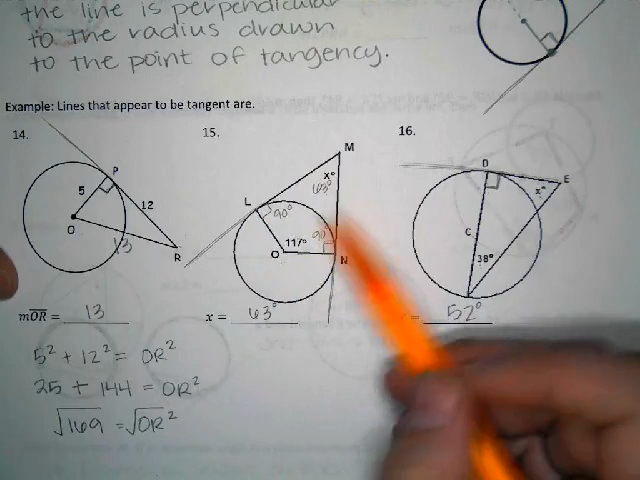 the line is perpendicular
to the radius drawn
to the point of tangency.
Example: Lines that appear to be tangent are.
14. 15. 16.
P
5
12
O
13
R
M
x°
63°
L
90°
90°
117°
O
N
D
E
x°
C
38°
mOR = 13
x = 63°
= 52°
5² + 12² = OR²
25 + 144 = OR²
√169 = √OR²